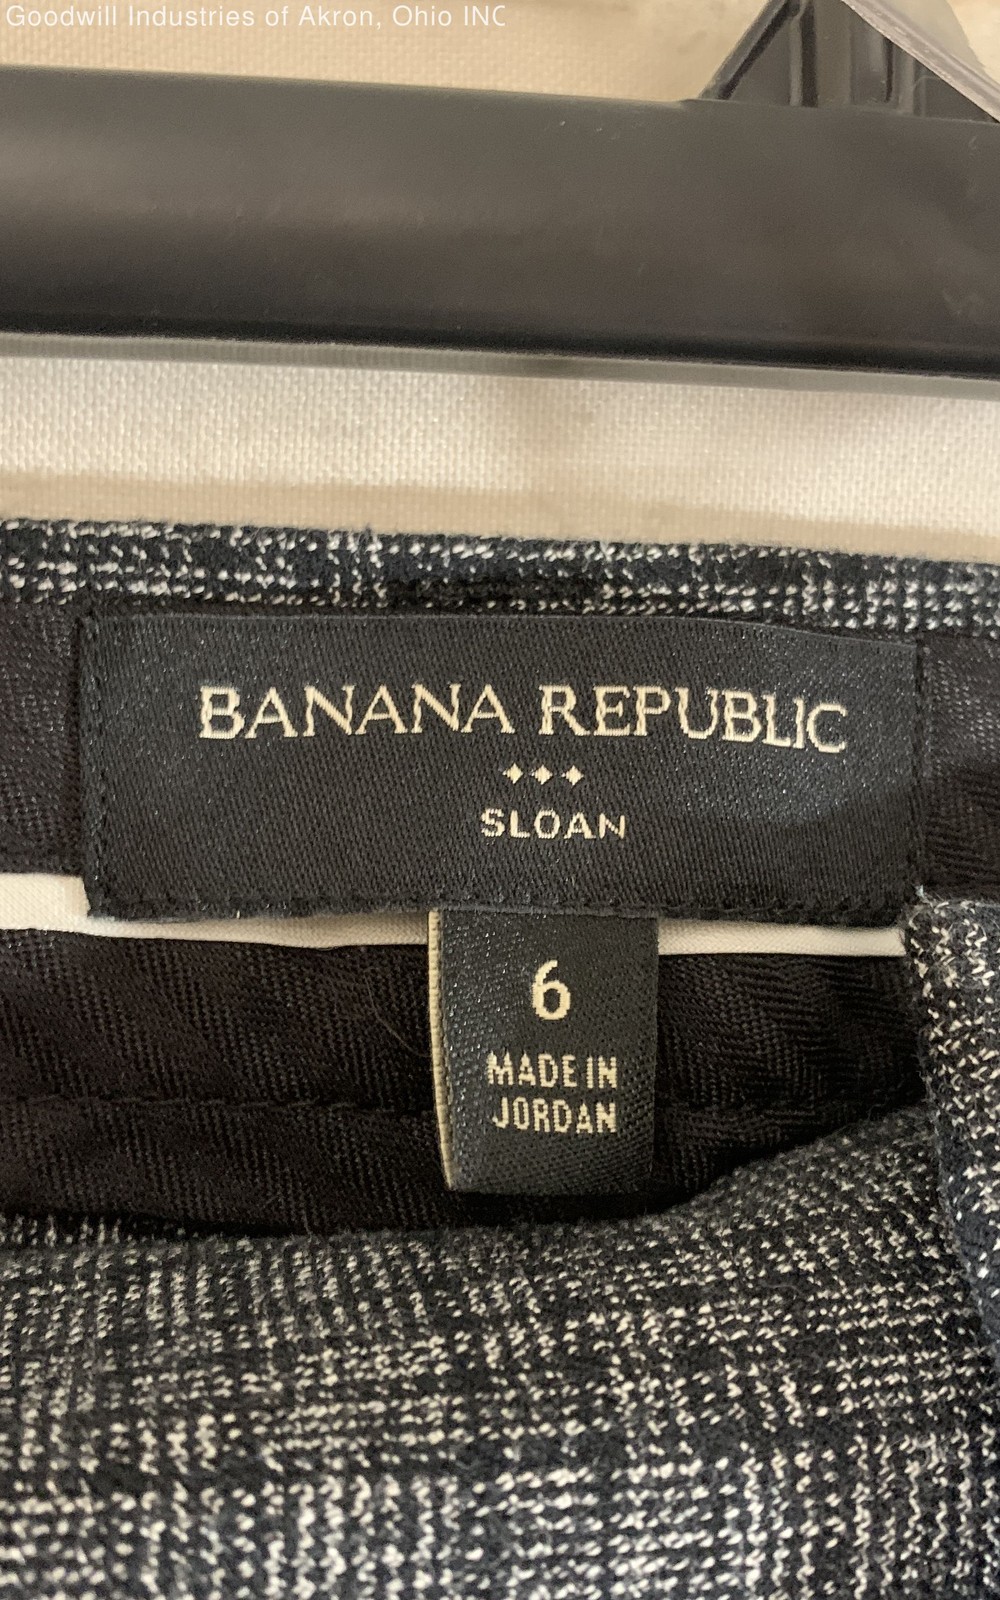 Goodwill Industries of Akron, Ohio INC
BANANA REPUBLIC
SLOAN
6
MADE IN
JORDAN